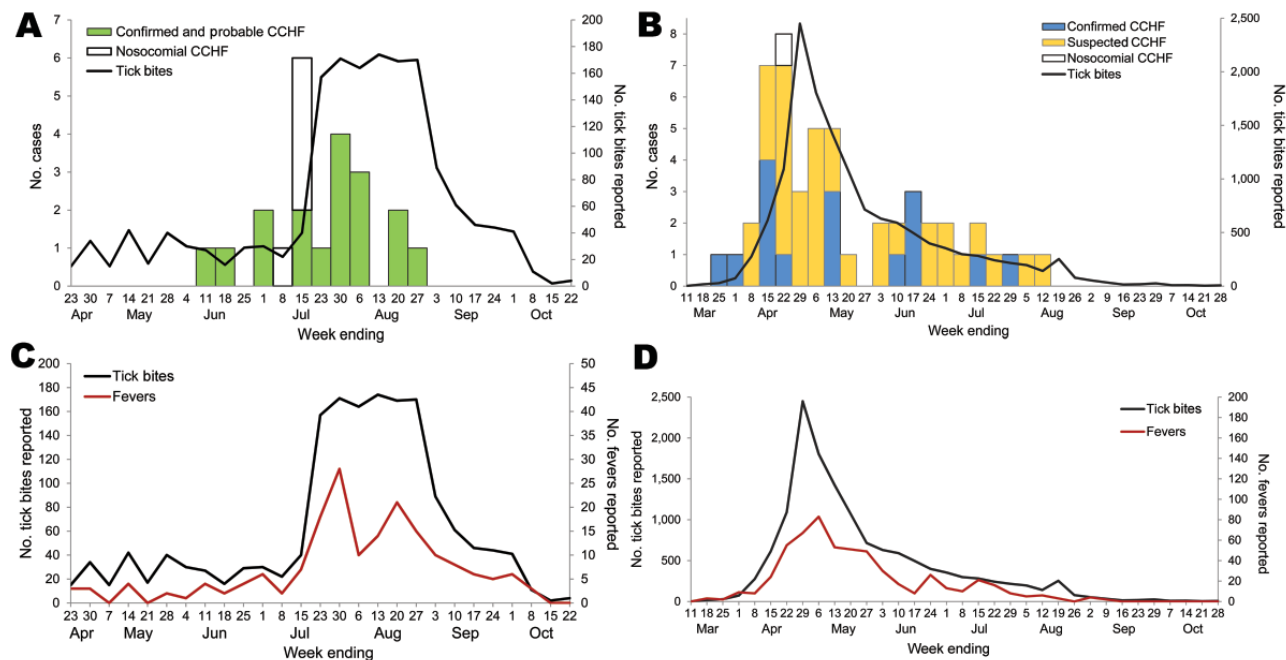 A
Confirmed and probable CCHF
Nosocomial CCHF
Tick bites
No. cases
7
6
5
4
3
2
1
0
200
180
160
140
120
100
80
60
40
20
0
No. tick bites reported
23 30 7 14 21 28 4 11 18 25 1 8 15 23 30 6 13 20 27 3 10 17 24 1 8 15 22
Apr May Jun Jul Aug Sep Oct
Week ending
B
Confirmed CCHF
Suspected CCHF
Nosocomial CCHF
Tick bites
No. cases
8
7
6
5
4
3
2
1
0
2,500
2,000
1,500
1,000
500
0
No. tick bites reported
11 18 25 1 8 15 22 29 6 13 20 27 3 10 17 24 1 8 15 22 29 5 12 19 26 2 9 16 23 29 7 14 21 28
Mar Apr May Jun Jul Aug Sep Oct
Week ending
C
Tick bites
Fevers
No. tick bites reported
200
180
160
140
120
100
80
60
40
20
0
50
45
40
35
30
25
20
15
10
5
0
No. fevers reported
23 30 7 14 21 28 4 11 18 25 1 8 15 23 30 6 13 20 27 3 10 17 24 1 8 15 22
Apr May Jun Jul Aug Sep Oct
Week ending
D
Tick bites
Fevers
No. tick bites reported
2,500
2,000
1,500
1,000
500
0
200
180
160
140
120
100
80
60
40
20
0
No. fevers reported
11 18 25 1 8 15 22 29 6 13 20 27 3 10 17 24 1 8 15 22 29 5 12 19 26 2 9 16 23 29 7 14 21 28
Mar Apr May Jun Jul Aug Sep Oct
Week ending